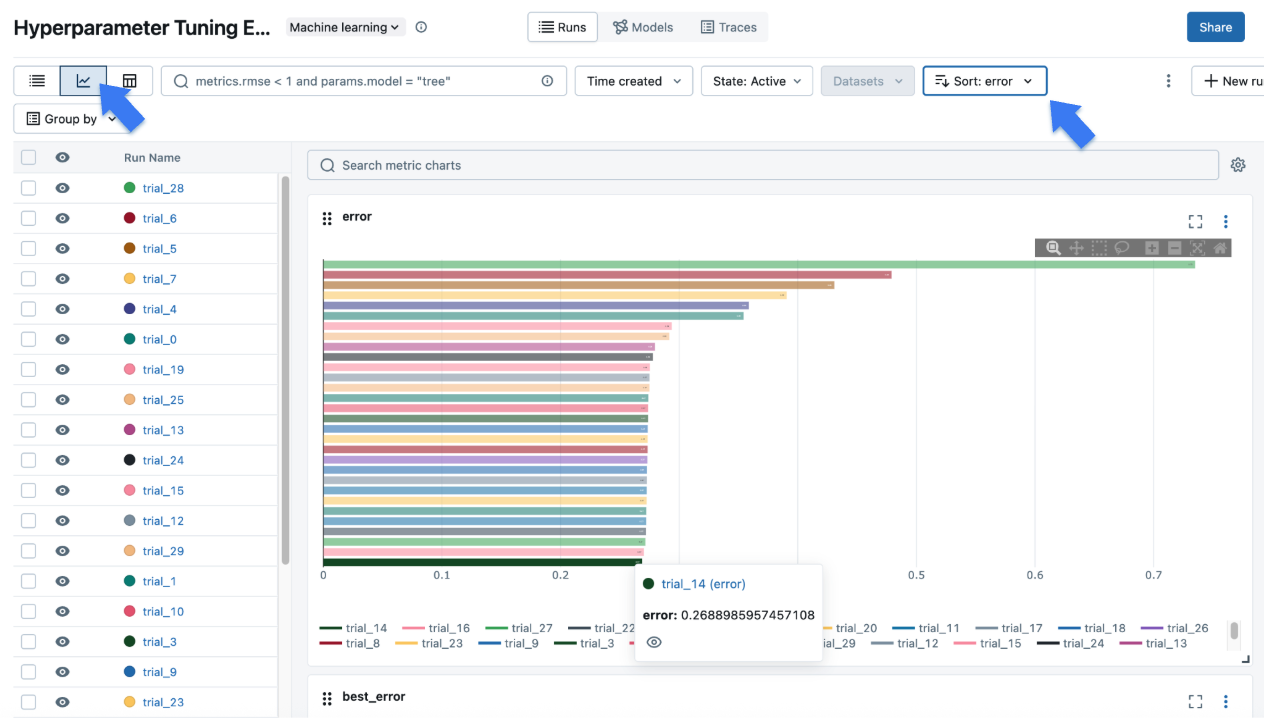 Hyperparameter Tuning E... Machine learning Runs Models Traces Share
metrics.rmse < 1 and params.model = "tree" Time created State: Active Datasets Sort: error + New ru
Group by
Run Name
Search metric charts
trial_28
trial_6
trial_5
trial_7
trial_4
trial_0
trial_19
trial_25
trial_13
trial_24
trial_15
trial_12
trial_29
trial_1
trial_10
trial_3
trial_9
trial_23
error
0 0.1 0.2 0.5 0.6 0.7
trial_14 (error)
error: 0.2688985957457108
trial_14 trial_16 trial_27 trial_22 trial_20 trial_11 trial_17 trial_18 trial_26
trial_8 trial_23 trial_9 trial_3 ial_29 trial_12 trial_15 trial_24 trial_13
best_error